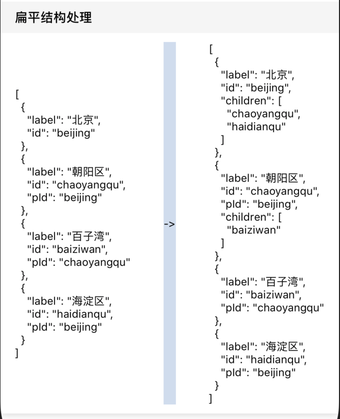 扁平结构处理
[
{
"label": "北京",
"id": "beijing"
},
{
"label": "朝阳区",
"id": "chaoyangqu",
"pId": "beijing"
},
{
"label": "百子湾",
"id": "baiziwan",
"pId": "chaoyangqu"
},
{
"label": "海淀区",
"id": "haidianqu",
"pId": "beijing"
}
]
->
[
{
"label": "北京",
"id": "beijing",
"children": [
"chaoyangqu",
"haidianqu"
]
},
{
"label": "朝阳区",
"id": "chaoyangqu",
"pId": "beijing",
"children": [
"baiziwan"
]
},
{
"label": "百子湾",
"id": "baiziwan",
"pId": "chaoyangqu"
},
{
"label": "海淀区",
"id": "haidianqu",
"pId": "beijing"
}
]